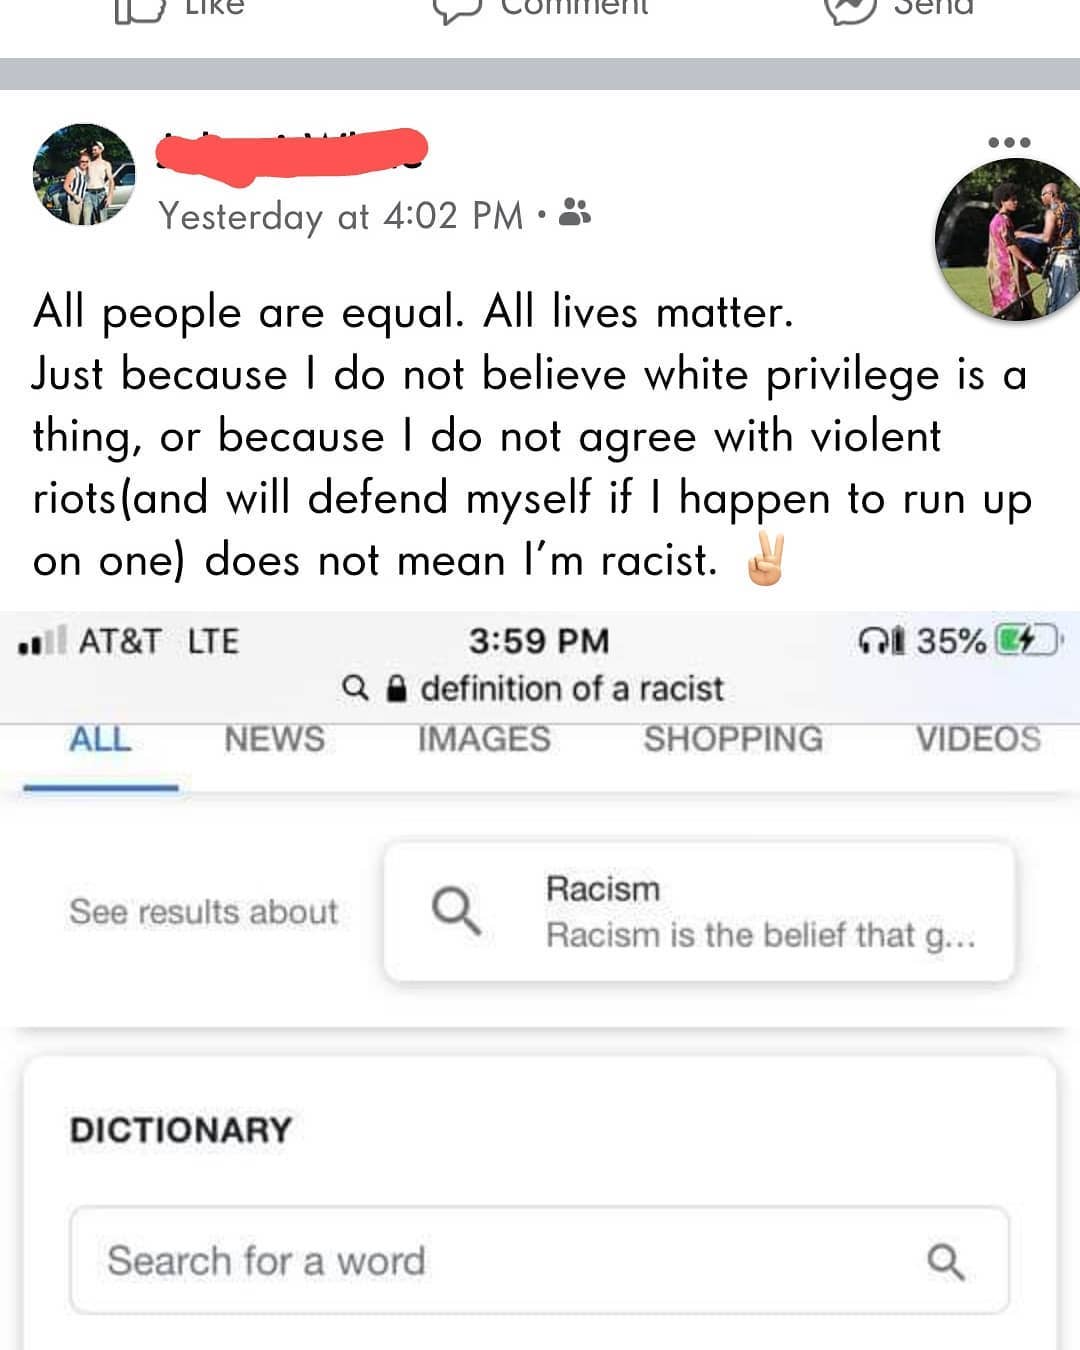 Like Comment Send
Yesterday at 4:02 PM •
All people are equal. All lives matter.
Just because I do not believe white privilege is a
thing, or because I do not agree with violent
riots(and will defend myself if I happen to run up
on one) does not mean I'm racist. ✌🏻
AT&T LTE 3:59 PM 35%
definition of a racist
ALL NEWS IMAGES SHOPPING VIDEOS
See results about
Racism
Racism is the belief that g...
DICTIONARY
Search for a word